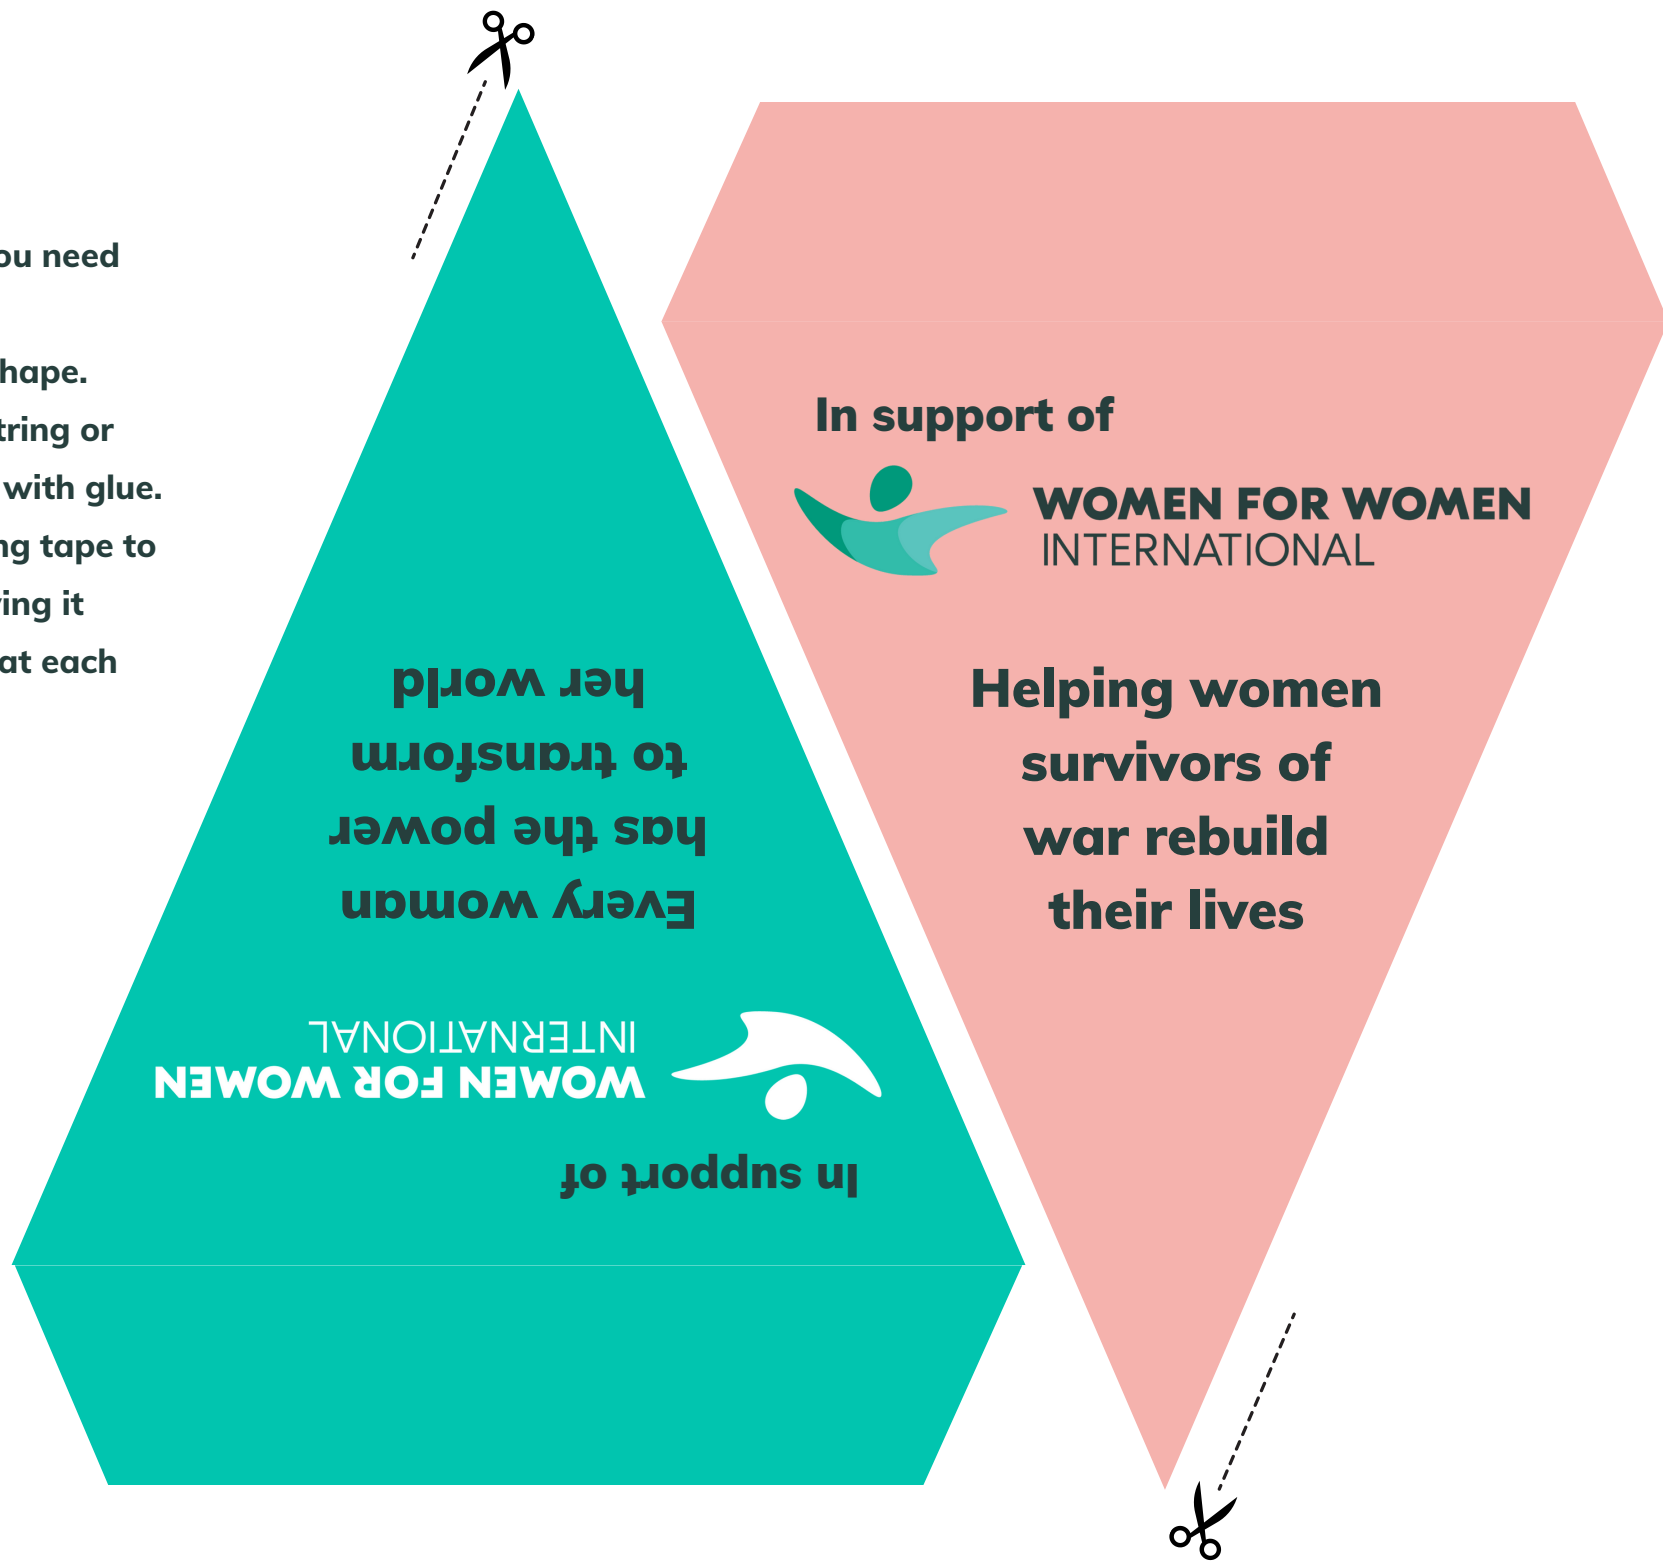 ou need
hape.
tring or
with glue.
ng tape to
ing it
at each
In support of
WOMEN FOR WOMEN
INTERNATIONAL
Every woman
has the power
to transform
her world
In support of
WOMEN FOR WOMEN
INTERNATIONAL
Helping women
survivors of
war rebuild
their lives